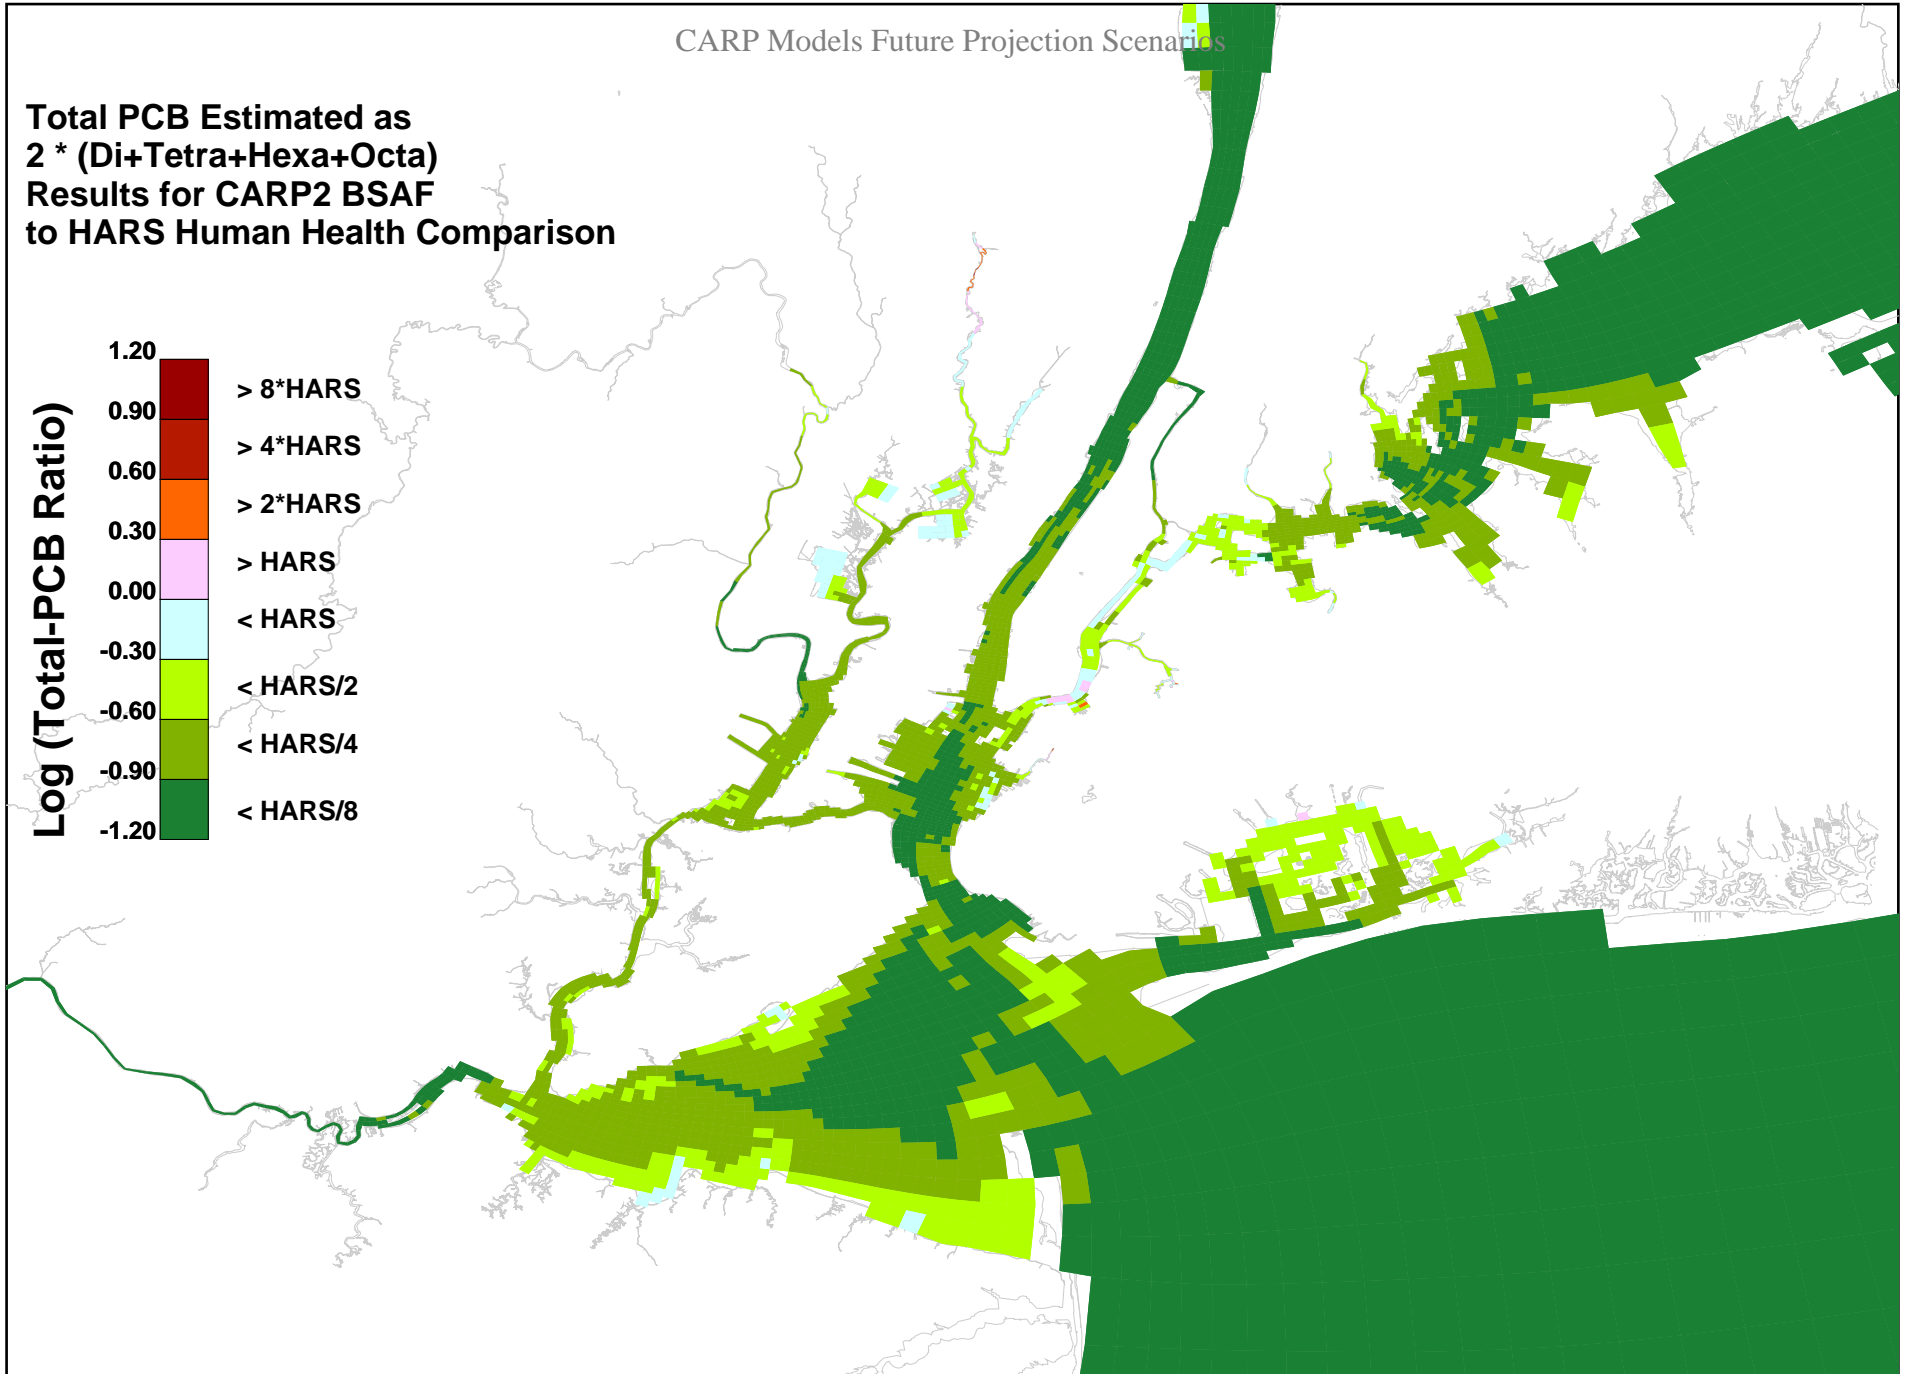 CARP Models Future Projection Scenarios
Total PCB Estimated as
2 * (Di+Tetra+Hexa+Octa)
Results for CARP2 BSAF
to HARS Human Health Comparison
Log (Total-PCB Ratio)
1.20
> 8*HARS
0.90
> 4*HARS
0.60
> 2*HARS
0.30
> HARS
0.00
< HARS
-0.30
< HARS/2
-0.60
< HARS/4
-0.90
< HARS/8
-1.20